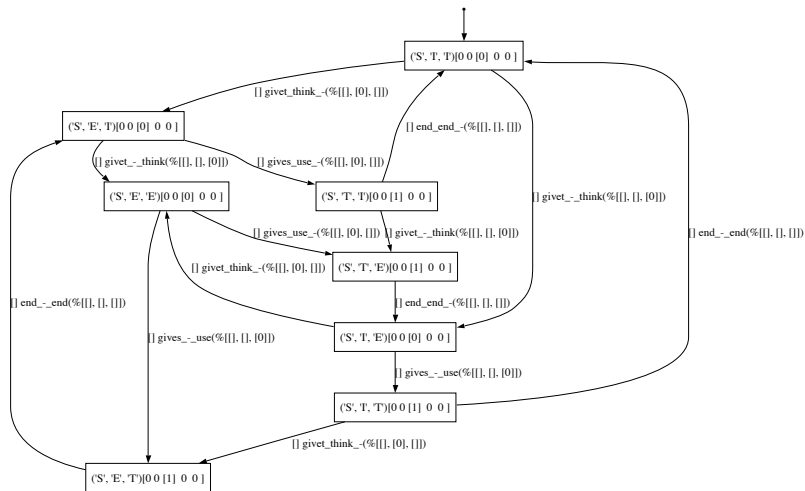 ('S', 'I', 'I')[0 0 [0]  0  0 ]
[] givet_think_-(%[[], [0], []])
('S', 'E', 'I')[0 0 [0]  0  0 ]
[] end_end_-(%[[], [], []])
[] givet_-_think(%[[], [], [0]])
[] gives_use_-(%[[], [0], []])
('S', 'E', 'E')[0 0 [0]  0  0 ]
('S', 'T', 'I')[0 0 [1]  0  0 ]
[] givet_-_think(%[[], [], [0]])
[] gives_use_-(%[[], [0], []])
[] givet_-_think(%[[], [], [0]])
[] end_-_end(%[[], [], []])
[] givet_think_-(%[[], [0], []])
('S', 'T', 'E')[0 0 [1]  0  0 ]
[] end_-_end(%[[], [], []])
[] end_end_-(%[[], [], []])
[] gives_-_use(%[[], [], [0]])
('S', 'I', 'E')[0 0 [0]  0  0 ]
[] gives_-_use(%[[], [], [0]])
('S', 'I', 'T')[0 0 [1]  0  0 ]
[] givet_think_-(%[[], [0], []])
('S', 'E', 'T')[0 0 [1]  0  0 ]